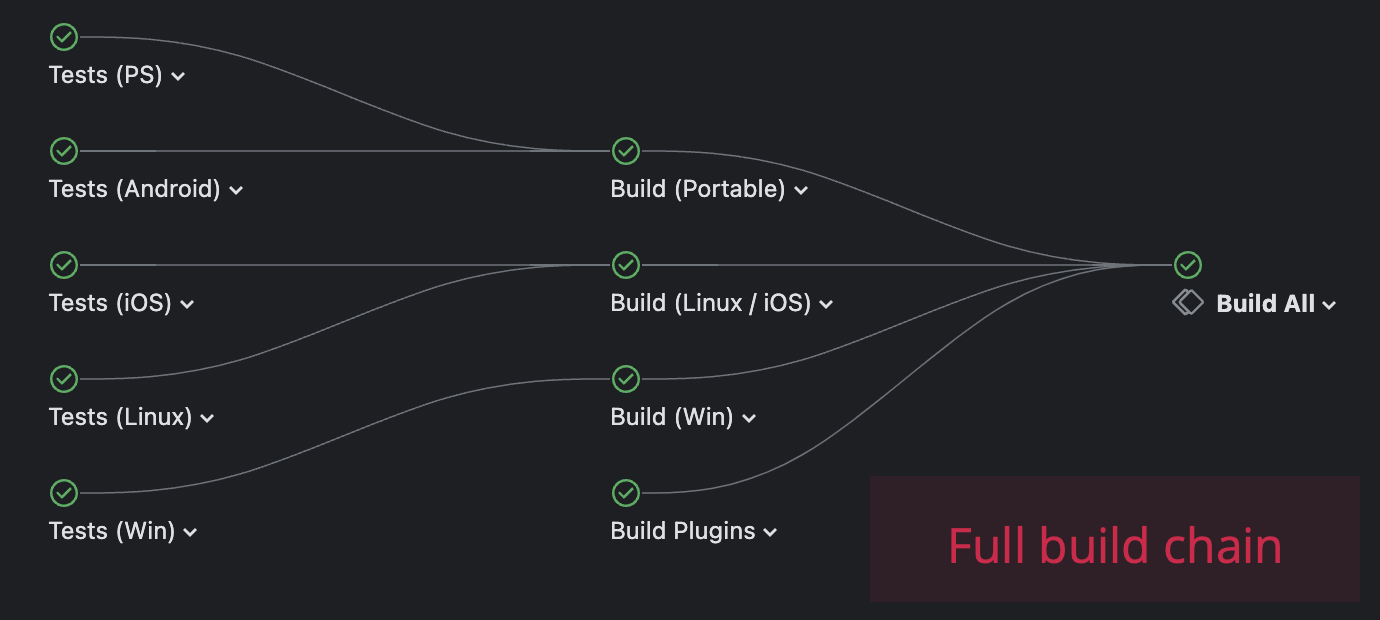 Tests (PS)
Tests (Android)
Build (Portable)
Tests (iOS)
Build (Linux / iOS)
Build All
Tests (Linux)
Build (Win)
Tests (Win)
Build Plugins
Full build chain